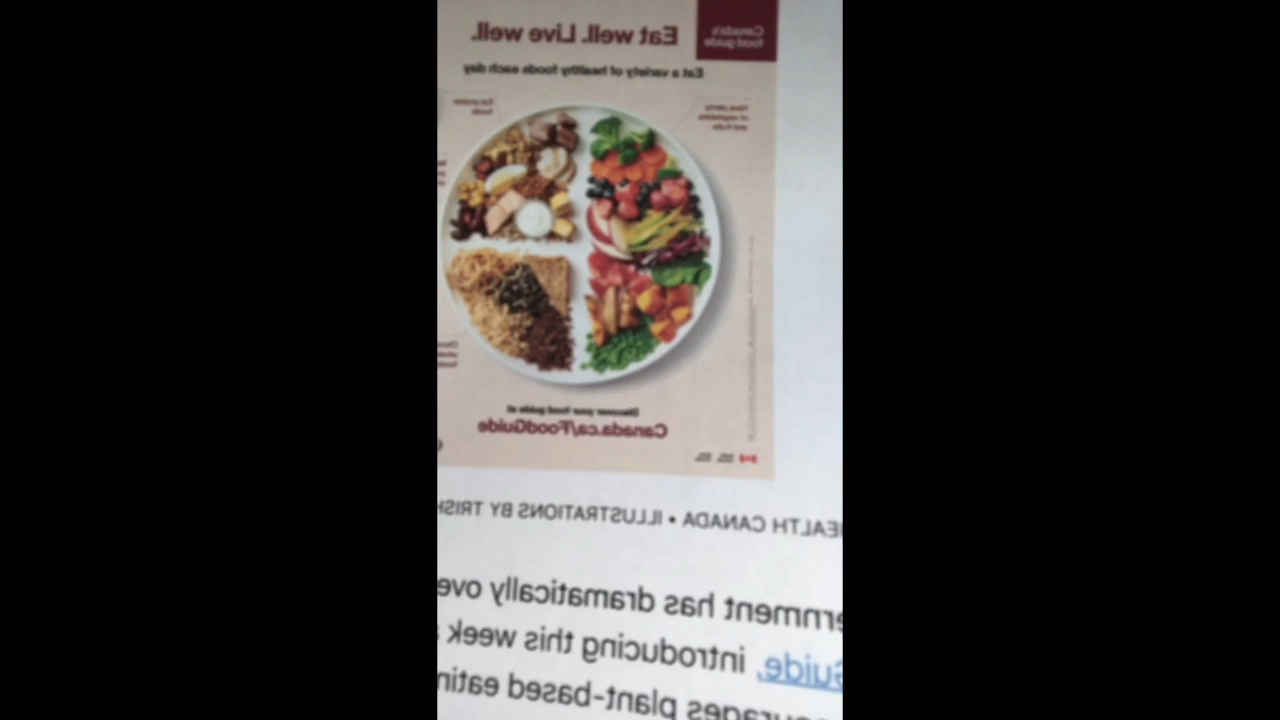 Canada's
food guide
Eat well. Live well.
Eat a variety of healthy foods each day
Have plenty
of vegetables
and fruits
Eat protein
foods
Discover your food guide at
Canada.ca/FoodGuide
EALTH CANADA • ILLUSTRATIONS BY TRISH
ernment has dramatically ove
Guide, introducing this week a
courages plant-based eatin